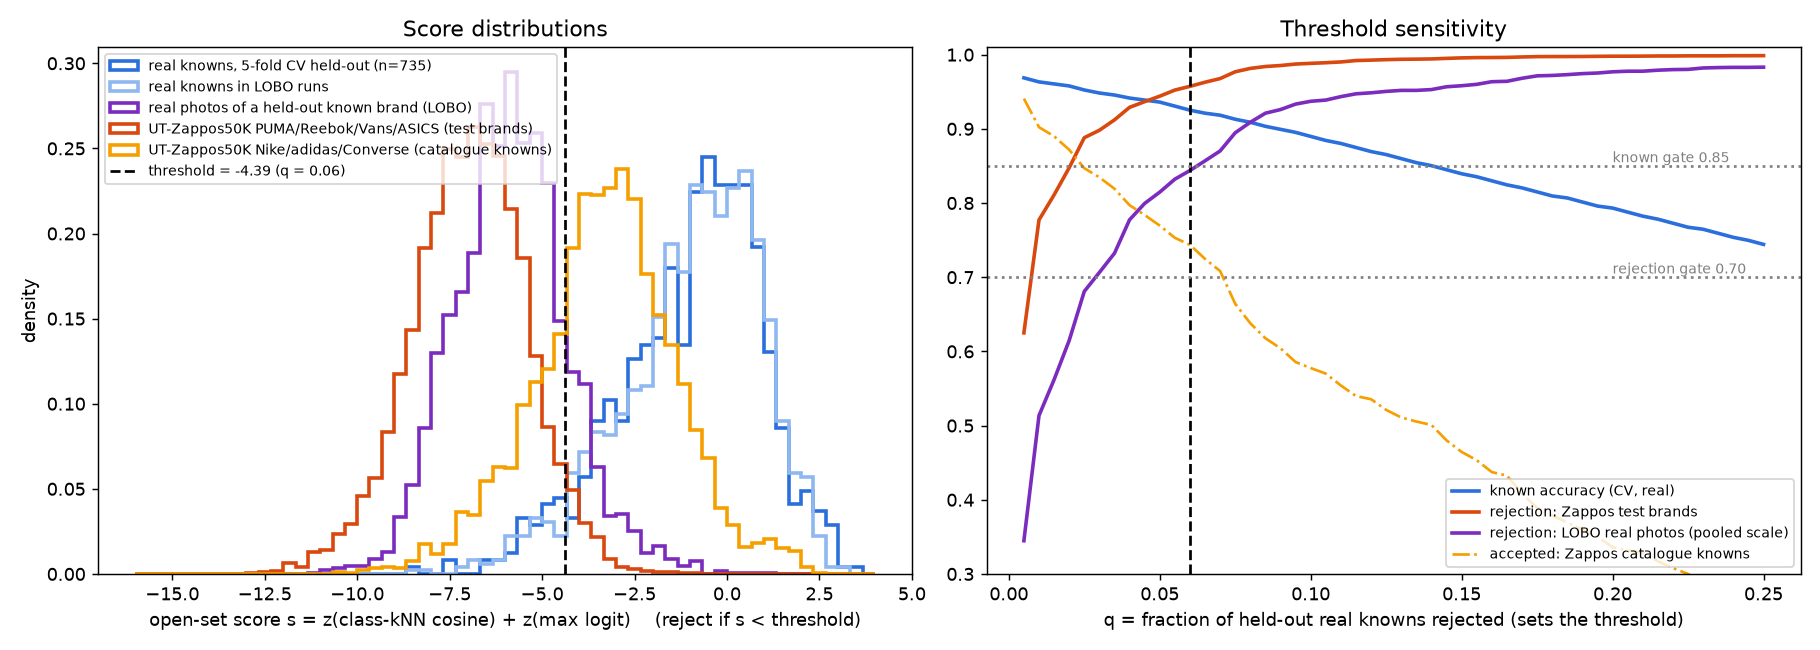 Score distributions
0.30
0.25
0.20
0.15
0.10
0.05
0.00
density
real knowns, 5-fold CV held-out (n=735)
real knowns in LOBO runs
real photos of a held-out known brand (LOBO)
UT-Zappos50K PUMA/Reebok/Vans/ASICS (test brands)
UT-Zappos50K Nike/adidas/Converse (catalogue knowns)
threshold = -4.39 (q = 0.06)
−15.0 −12.5 −10.0 −7.5 −5.0 −2.5 0.0 2.5 5.0
open-set score s = z(class-kNN cosine) + z(max logit) (reject if s < threshold)
Threshold sensitivity
1.0
0.9
0.8
0.7
0.6
0.5
0.4
0.3
known gate 0.85
rejection gate 0.70
known accuracy (CV, real)
rejection: Zappos test brands
rejection: LOBO real photos (pooled scale)
accepted: Zappos catalogue knowns
0.00 0.05 0.10 0.15 0.20 0.25
q = fraction of held-out real knowns rejected (sets the threshold)